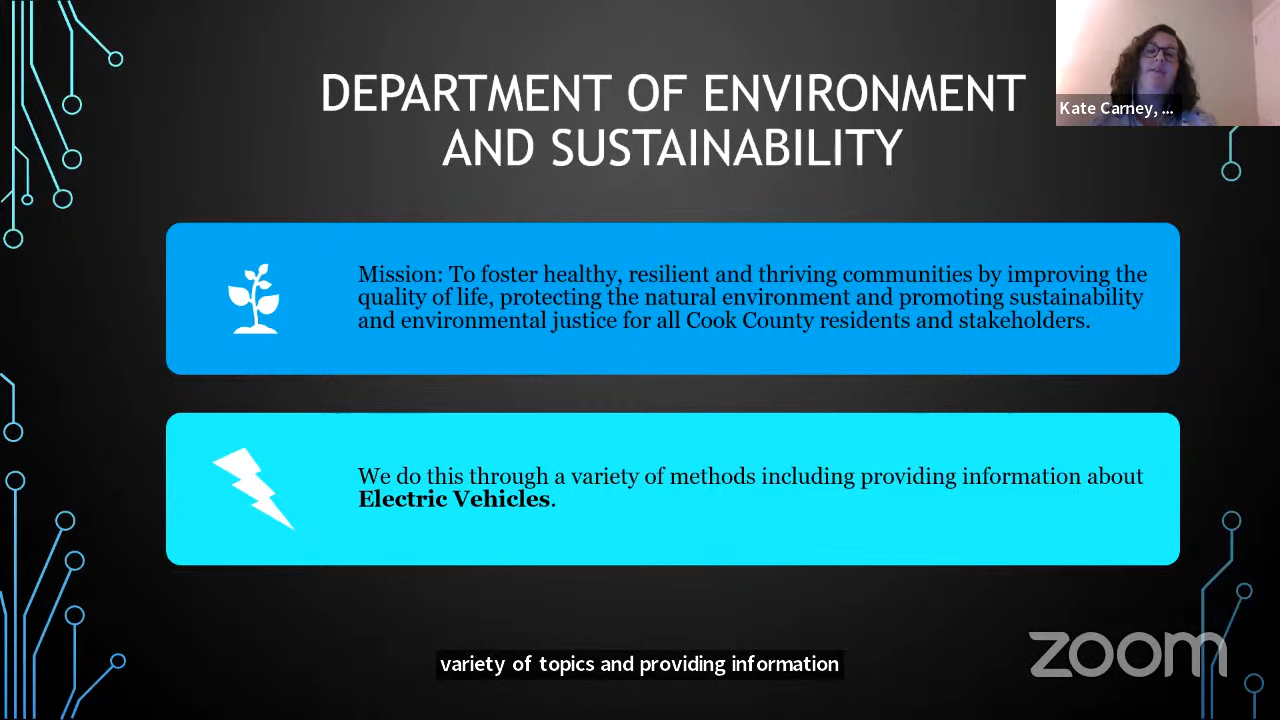 DEPARTMENT OF ENVIRONMENT
AND SUSTAINABILITY
Kate Carney, ...
Mission: To foster healthy, resilient and thriving communities by improving the
quality of life, protecting the natural environment and promoting sustainability
and environmental justice for all Cook County residents and stakeholders.
We do this through a variety of methods including providing information about
Electric Vehicles.
variety of topics and providing information
zoom